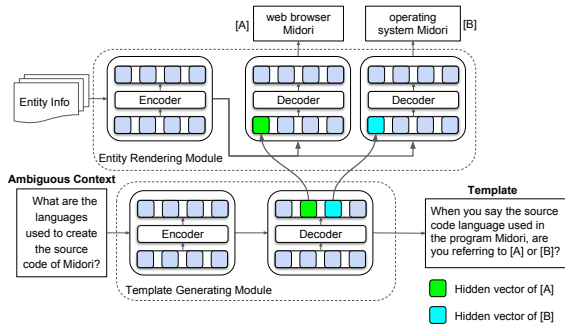 [A]
web browser
Midori
operating
system Midori
[B]
Entity Info
Encoder
Decoder
Decoder
Entity Rendering Module
Ambiguous Context
What are the
languages
used to create
the source
code of Midori?
Encoder
Decoder
Template Generating Module
Template
When you say the source
code language used in
the program Midori, are
you referring to [A] or [B]?
Hidden vector of [A]
Hidden vector of [B]